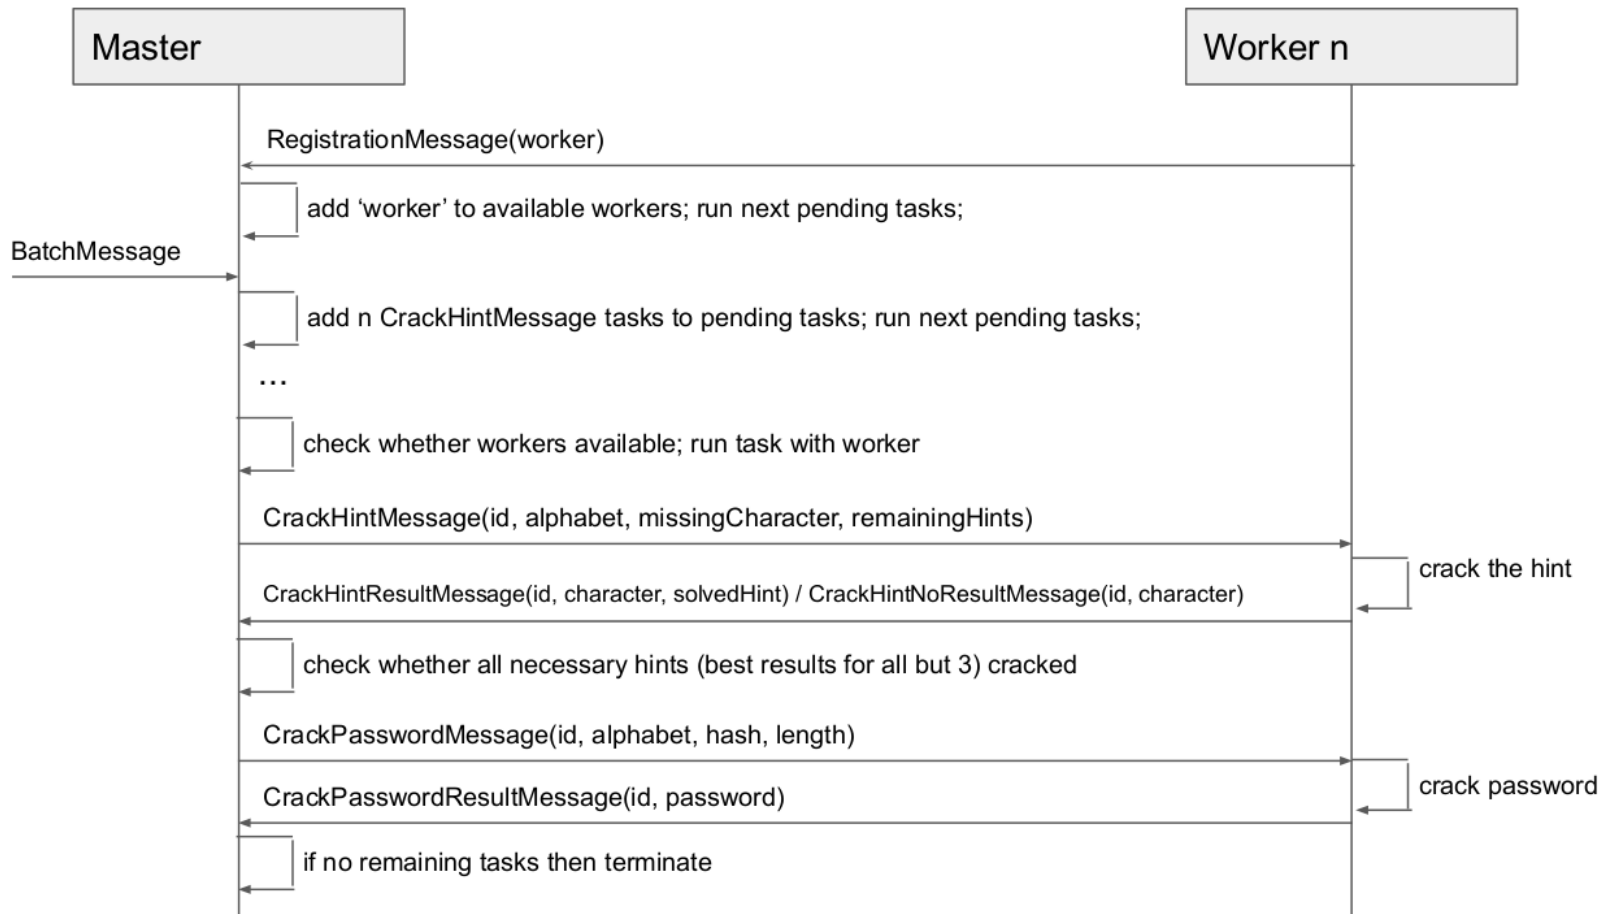 Master
Worker n
RegistrationMessage(worker)
add ‘worker’ to available workers; run next pending tasks;
BatchMessage
add n CrackHintMessage tasks to pending tasks; run next pending tasks;
...
check whether workers available; run task with worker
CrackHintMessage(id, alphabet, missingCharacter, remainingHints)
crack the hint
CrackHintResultMessage(id, character, solvedHint) / CrackHintNoResultMessage(id, character)
check whether all necessary hints (best results for all but 3) cracked
CrackPasswordMessage(id, alphabet, hash, length)
crack password
CrackPasswordResultMessage(id, password)
if no remaining tasks then terminate